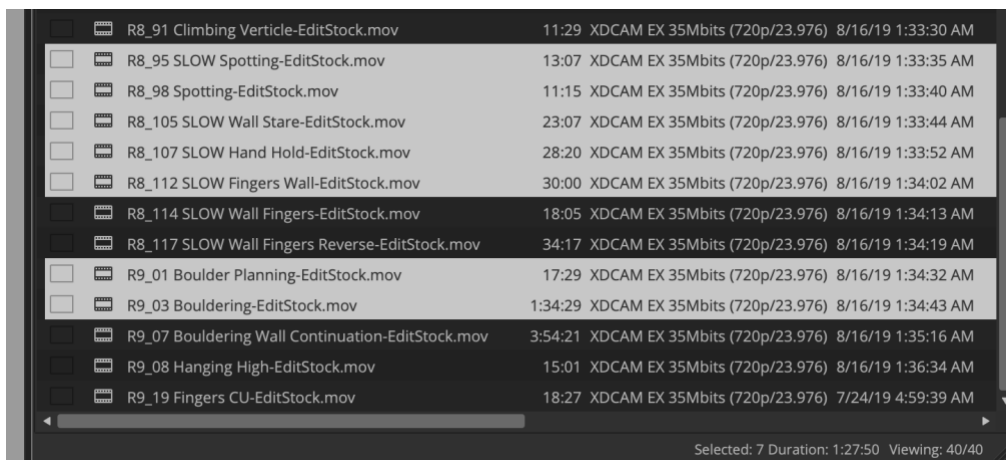 R8_91 Climbing Verticle-EditStock.mov 11:29 XDCAM EX 35Mbits (720p/23.976) 8/16/19 1:33:30 AM
R8_95 SLOW Spotting-EditStock.mov 13:07 XDCAM EX 35Mbits (720p/23.976) 8/16/19 1:33:35 AM
R8_98 Spotting-EditStock.mov 11:15 XDCAM EX 35Mbits (720p/23.976) 8/16/19 1:33:40 AM
R8_105 SLOW Wall Stare-EditStock.mov 23:07 XDCAM EX 35Mbits (720p/23.976) 8/16/19 1:33:44 AM
R8_107 SLOW Hand Hold-EditStock.mov 28:20 XDCAM EX 35Mbits (720p/23.976) 8/16/19 1:33:52 AM
R8_112 SLOW Fingers Wall-EditStock.mov 30:00 XDCAM EX 35Mbits (720p/23.976) 8/16/19 1:34:02 AM
R8_114 SLOW Wall Fingers-EditStock.mov 18:05 XDCAM EX 35Mbits (720p/23.976) 8/16/19 1:34:13 AM
R8_117 SLOW Wall Fingers Reverse-EditStock.mov 34:17 XDCAM EX 35Mbits (720p/23.976) 8/16/19 1:34:19 AM
R9_01 Boulder Planning-EditStock.mov 17:29 XDCAM EX 35Mbits (720p/23.976) 8/16/19 1:34:32 AM
R9_03 Bouldering-EditStock.mov 1:34:29 XDCAM EX 35Mbits (720p/23.976) 8/16/19 1:34:43 AM
R9_07 Bouldering Wall Continuation-EditStock.mov 3:54:21 XDCAM EX 35Mbits (720p/23.976) 8/16/19 1:35:16 AM
R9_08 Hanging High-EditStock.mov 15:01 XDCAM EX 35Mbits (720p/23.976) 8/16/19 1:36:34 AM
R9_19 Fingers CU-EditStock.mov 18:27 XDCAM EX 35Mbits (720p/23.976) 7/24/19 4:59:39 AM
Selected: 7 Duration: 1:27:50 Viewing: 40/40